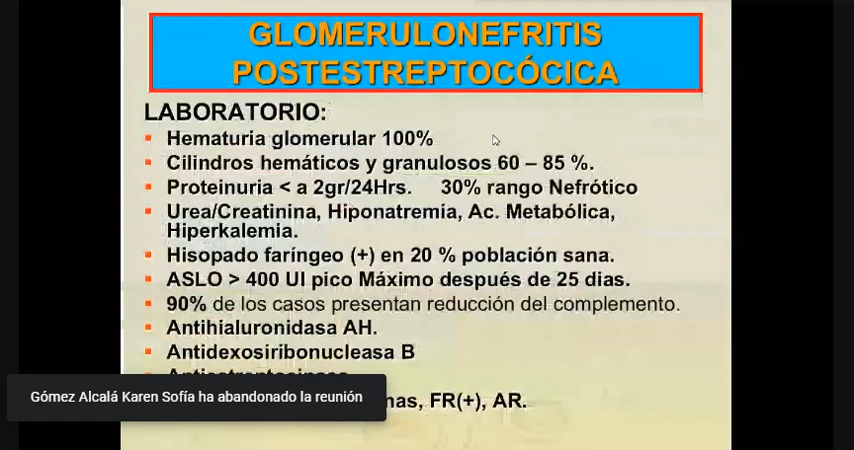 GLOMERULONEFRITIS
POSTESTREPTOCÓCICA
LABORATORIO:
Hematuria glomerular 100%
Cilindros hemáticos y granulosos 60 – 85 %.
Proteinuria < a 2gr/24Hrs. 30% rango Nefrótico
Urea/Creatinina, Hiponatremia, Ac. Metabólica,
Hiperkalemia.
Hisopado faríngeo (+) en 20 % población sana.
ASLO > 400 UI pico Máximo después de 25 dias.
90% de los casos presentan reducción del complemento.
Antihialuronidasa AH.
Antidexosiribonucleasa B
FR(+), AR.
Gómez Alcalá Karen Sofía ha abandonado la reunión